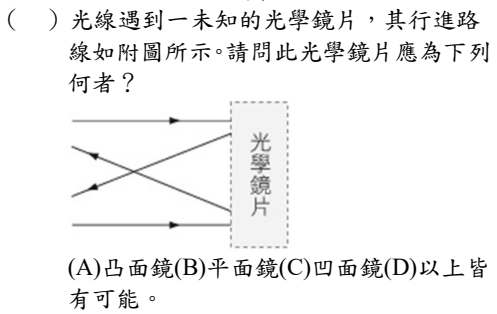 （　）光線遇到一未知的光學鏡片，其行進路
線如附圖所示。請問此光學鏡片應為下列
何者？
光學鏡片
(A)凸面鏡(B)平面鏡(C)凹面鏡(D)以上皆
有可能。